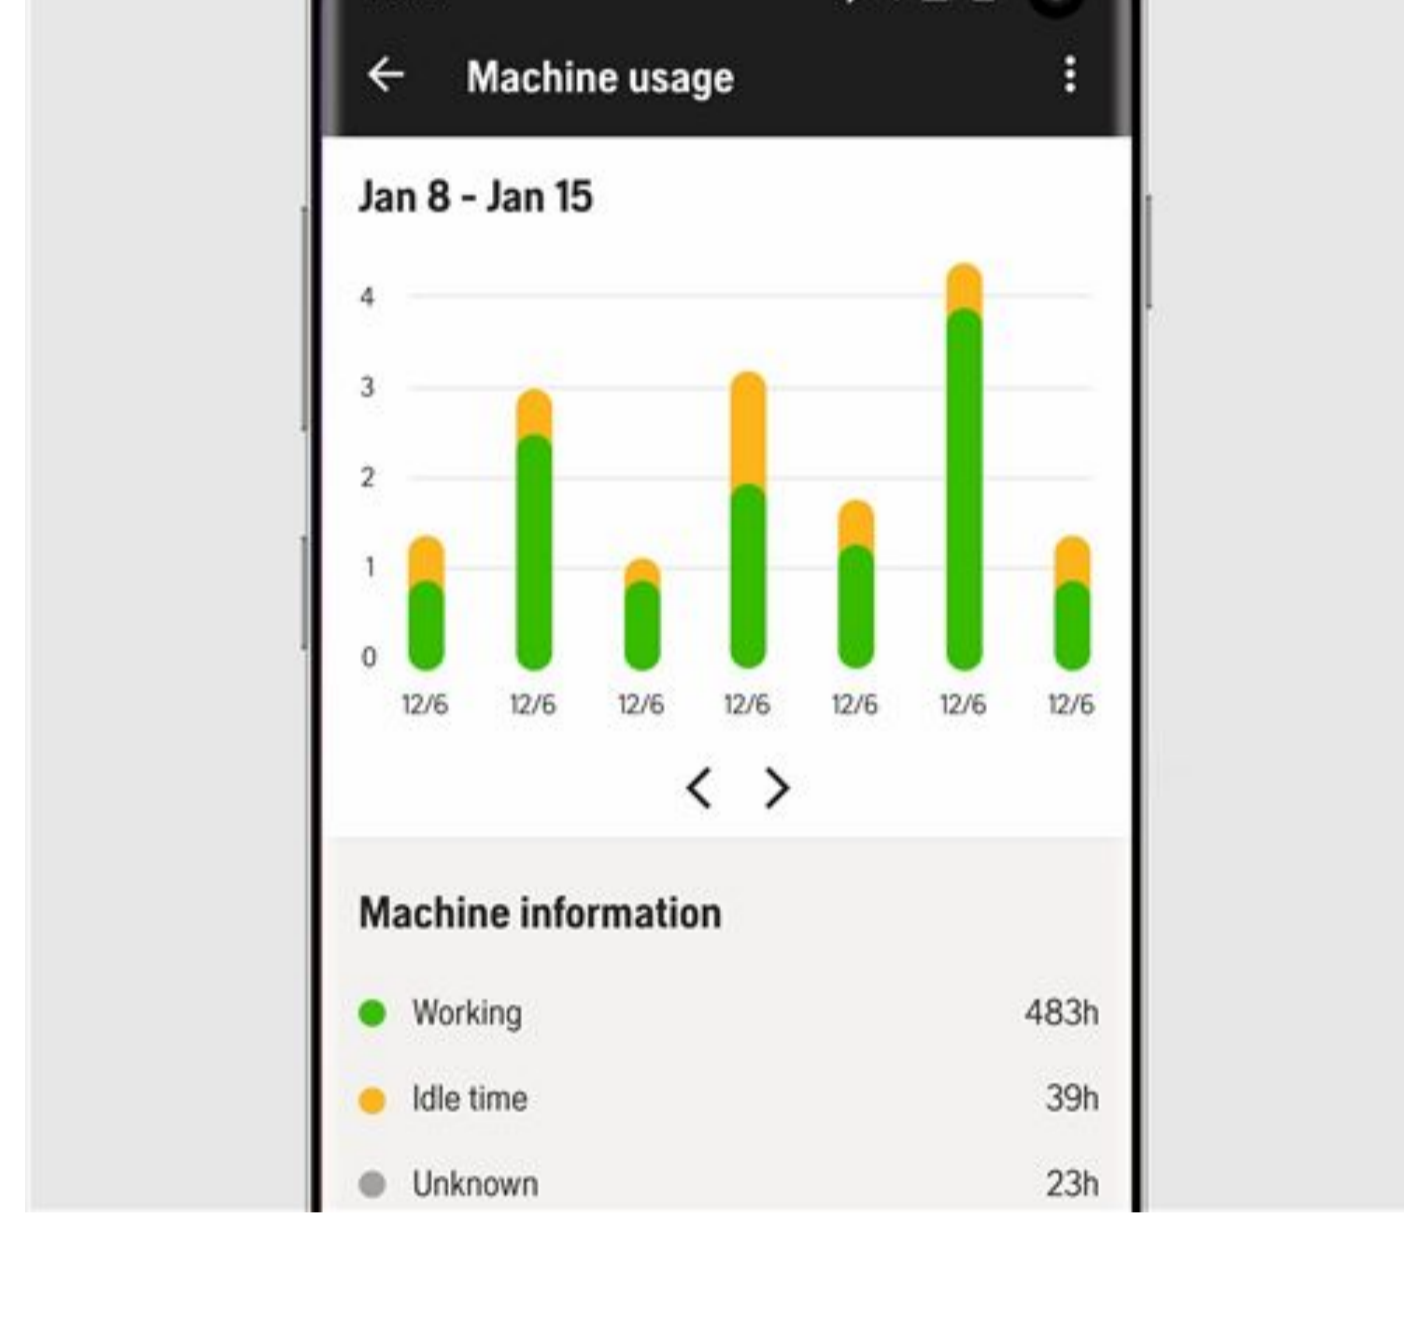 Machine usage
Jan 8 - Jan 15
4
3
2
1
0
12/6 12/6 12/6 12/6 12/6 12/6 12/6
Machine information
Working 483h
Idle time 39h
Unknown 23h